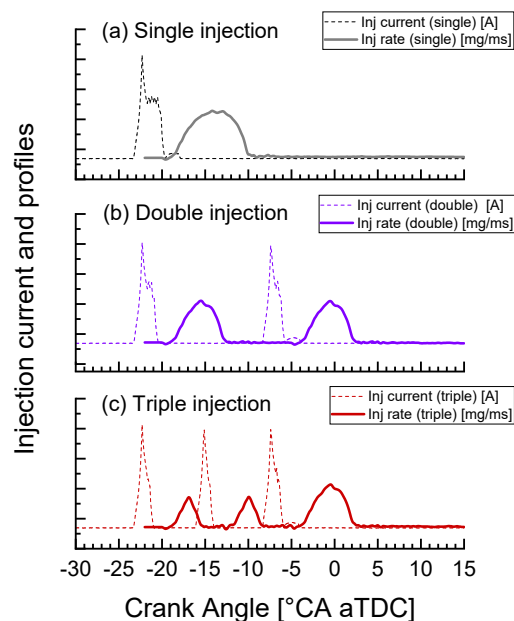 (a) Single injection
Inj current (single) [A]
Inj rate (single) [mg/ms]
(b) Double injection
Inj current (double)  [A]
Inj rate (double) [mg/ms]
(c) Triple injection
Inj current (triple) [A]
Inj rate (triple) [mg/ms]
Injection current and profiles
-30 -25 -20 -15 -10 -5 0 5 10 15
Crank Angle [°CA aTDC]